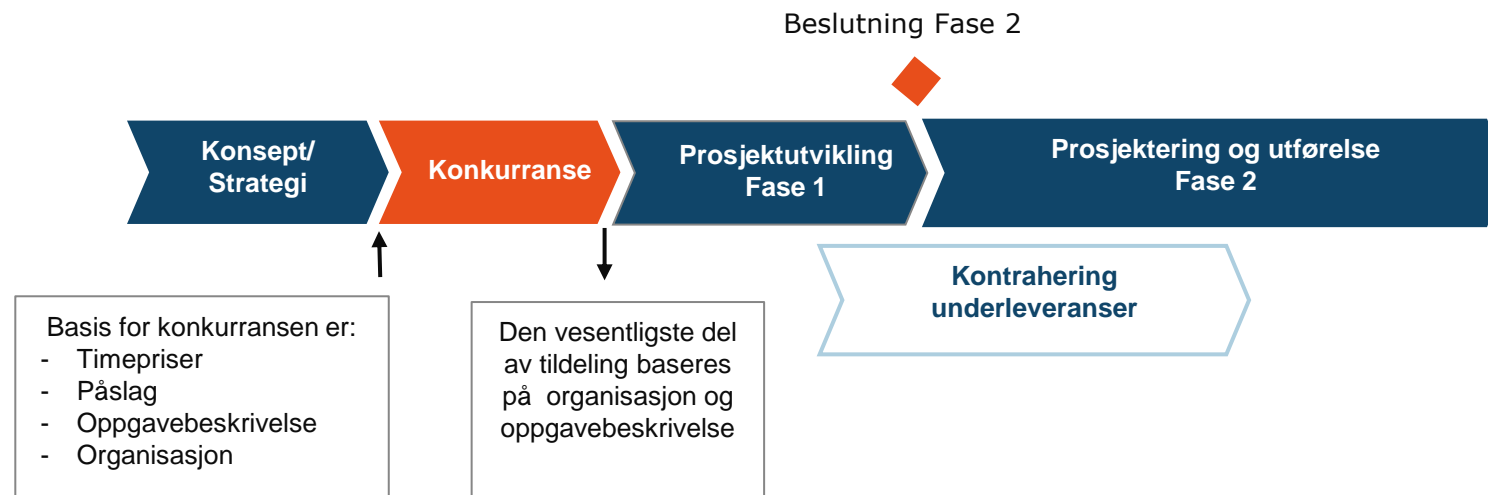 Beslutning Fase 2
Konsept/
Strategi
Konkurranse
Prosjektutvikling
Fase 1
Prosjektering og utførelse
Fase 2
Kontrahering
underleveranser
Basis for konkurransen er:
- Timepriser
- Påslag
- Oppgavebeskrivelse
- Organisasjon
Den vesentligste del
av tildeling baseres
på organisasjon og
oppgavebeskrivelse